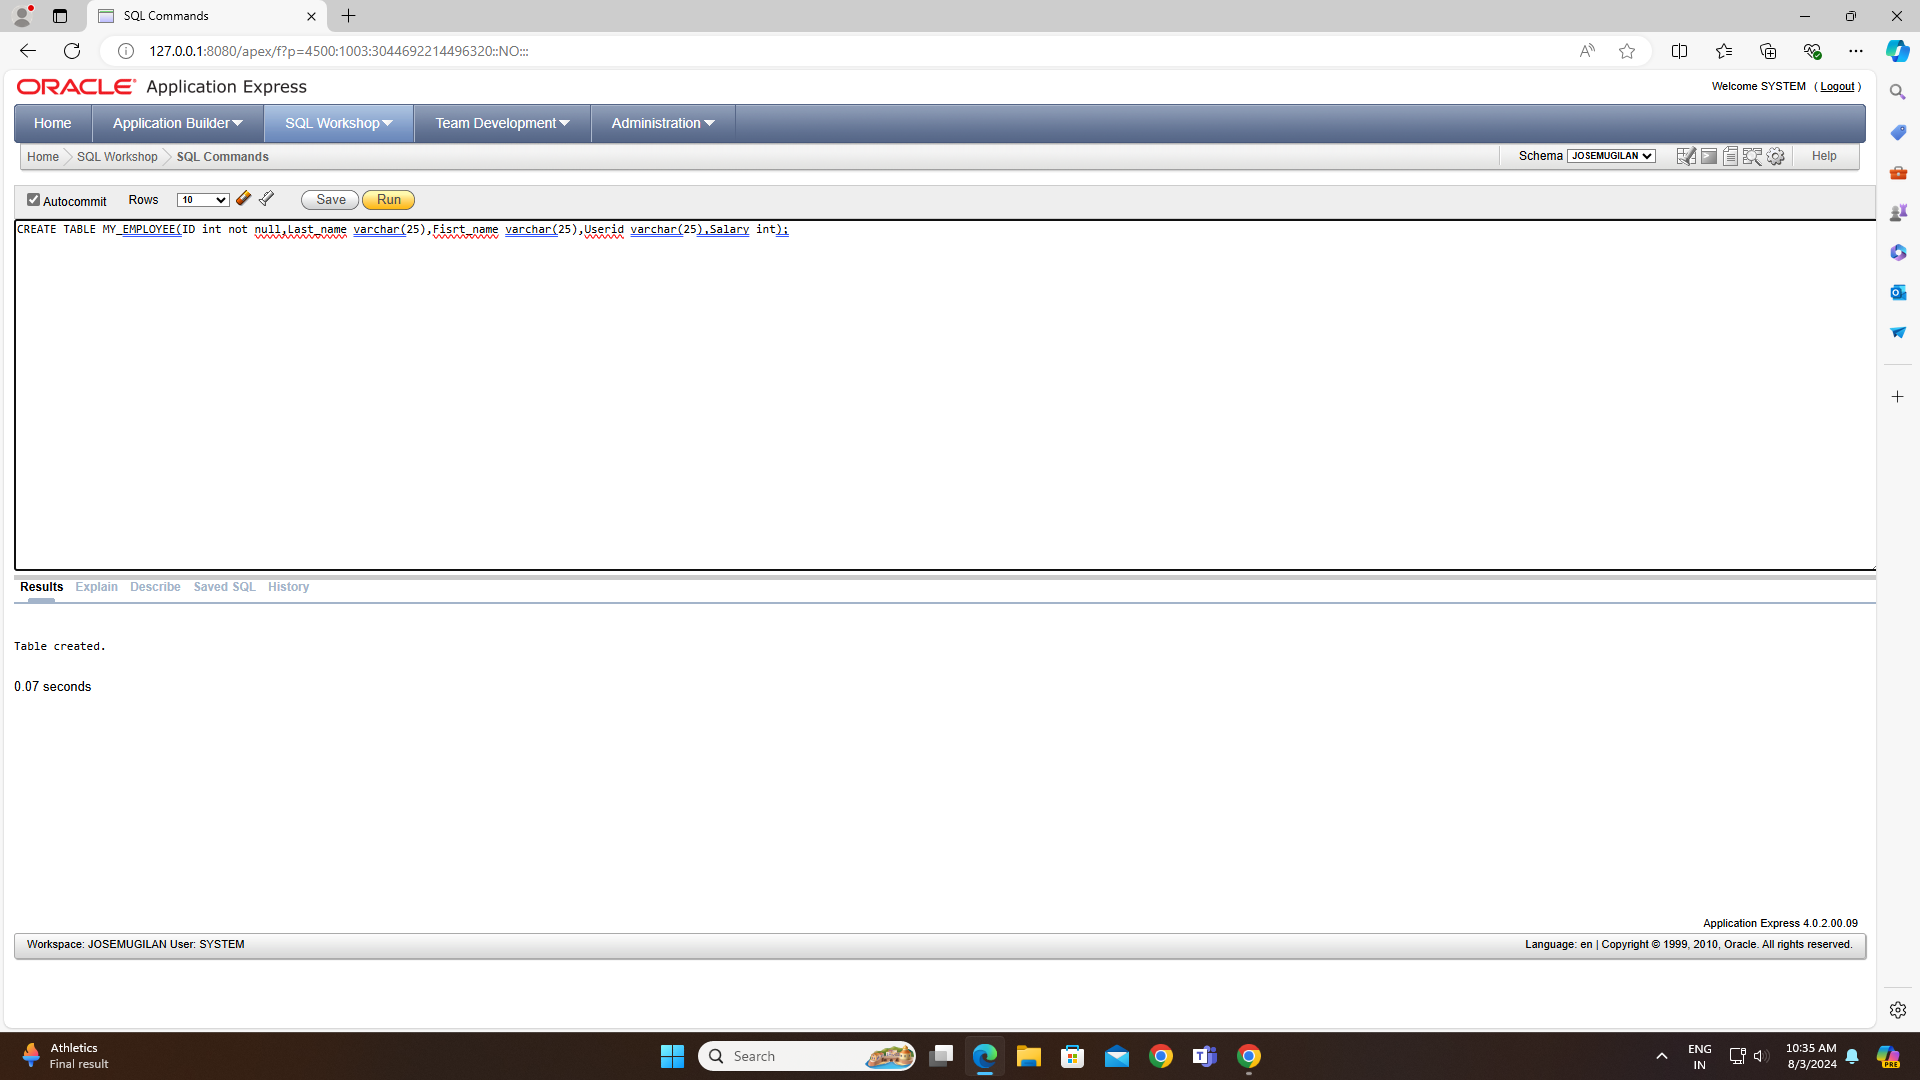 SQL Commands
127.0.0.1:8080/apex/f?p=4500:1003:3044692214496320::NO:::
ORACLE Application Express
Welcome SYSTEM ( Logout )
Home Application Builder SQL Workshop Team Development Administration
Home SQL Workshop SQL Commands Schema JOSEMUGILAN Help
Autocommit Rows 10 Save Run
CREATE TABLE MY_EMPLOYEE(ID int not null,Last_name varchar(25),Fisrt_name varchar(25),Userid varchar(25),Salary int);
Results Explain Describe Saved SQL History
Table created.
0.07 seconds
Application Express 4.0.2.00.09
Workspace: JOSEMUGILAN User: SYSTEM Language: en | Copyright © 1999, 2010, Oracle. All rights reserved.
Athletics
Final result
Search
ENG
IN
10:35 AM
8/3/2024
PRE